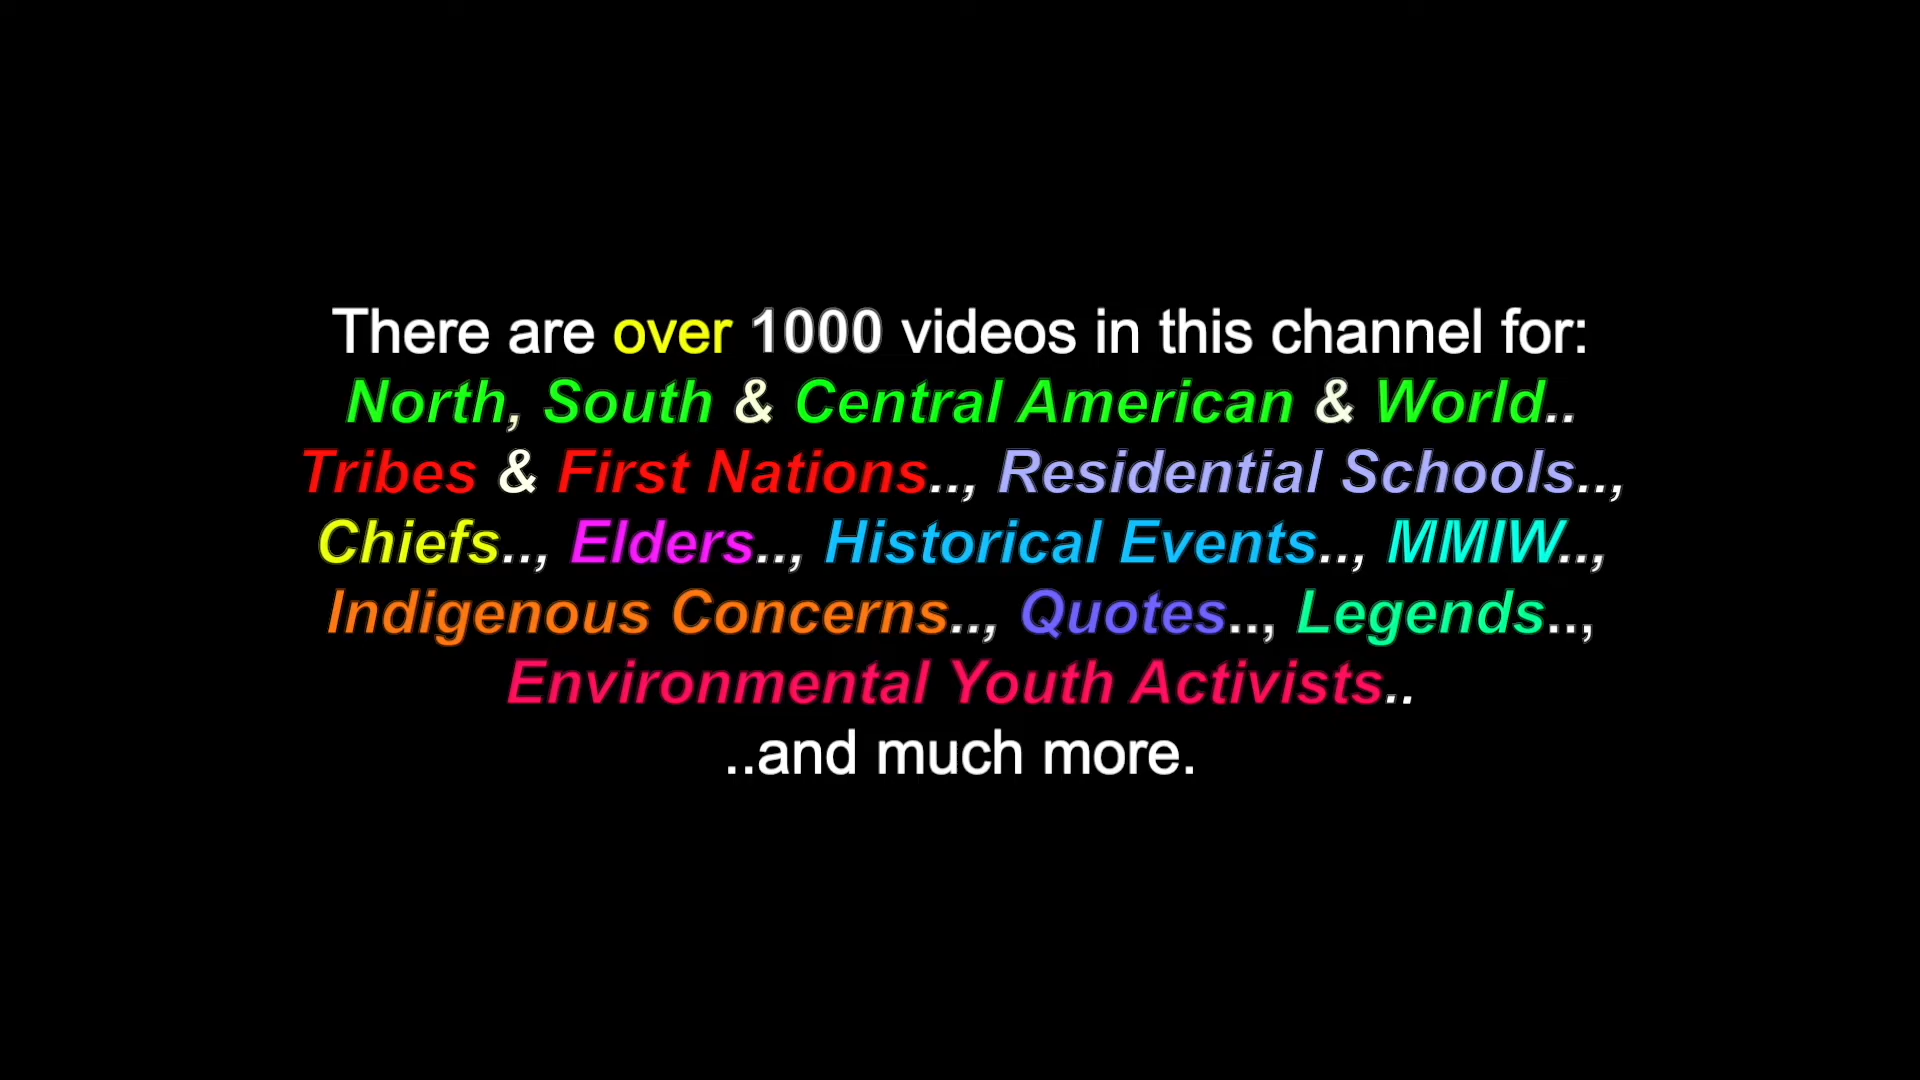 There are over 1000 videos in this channel for:
North, South & Central American & World..
Tribes & First Nations.., Residential Schools..,
Chiefs.., Elders.., Historical Events.., MMIW..,
Indigenous Concerns.., Quotes.., Legends..,
Environmental Youth Activists..
..and much more.